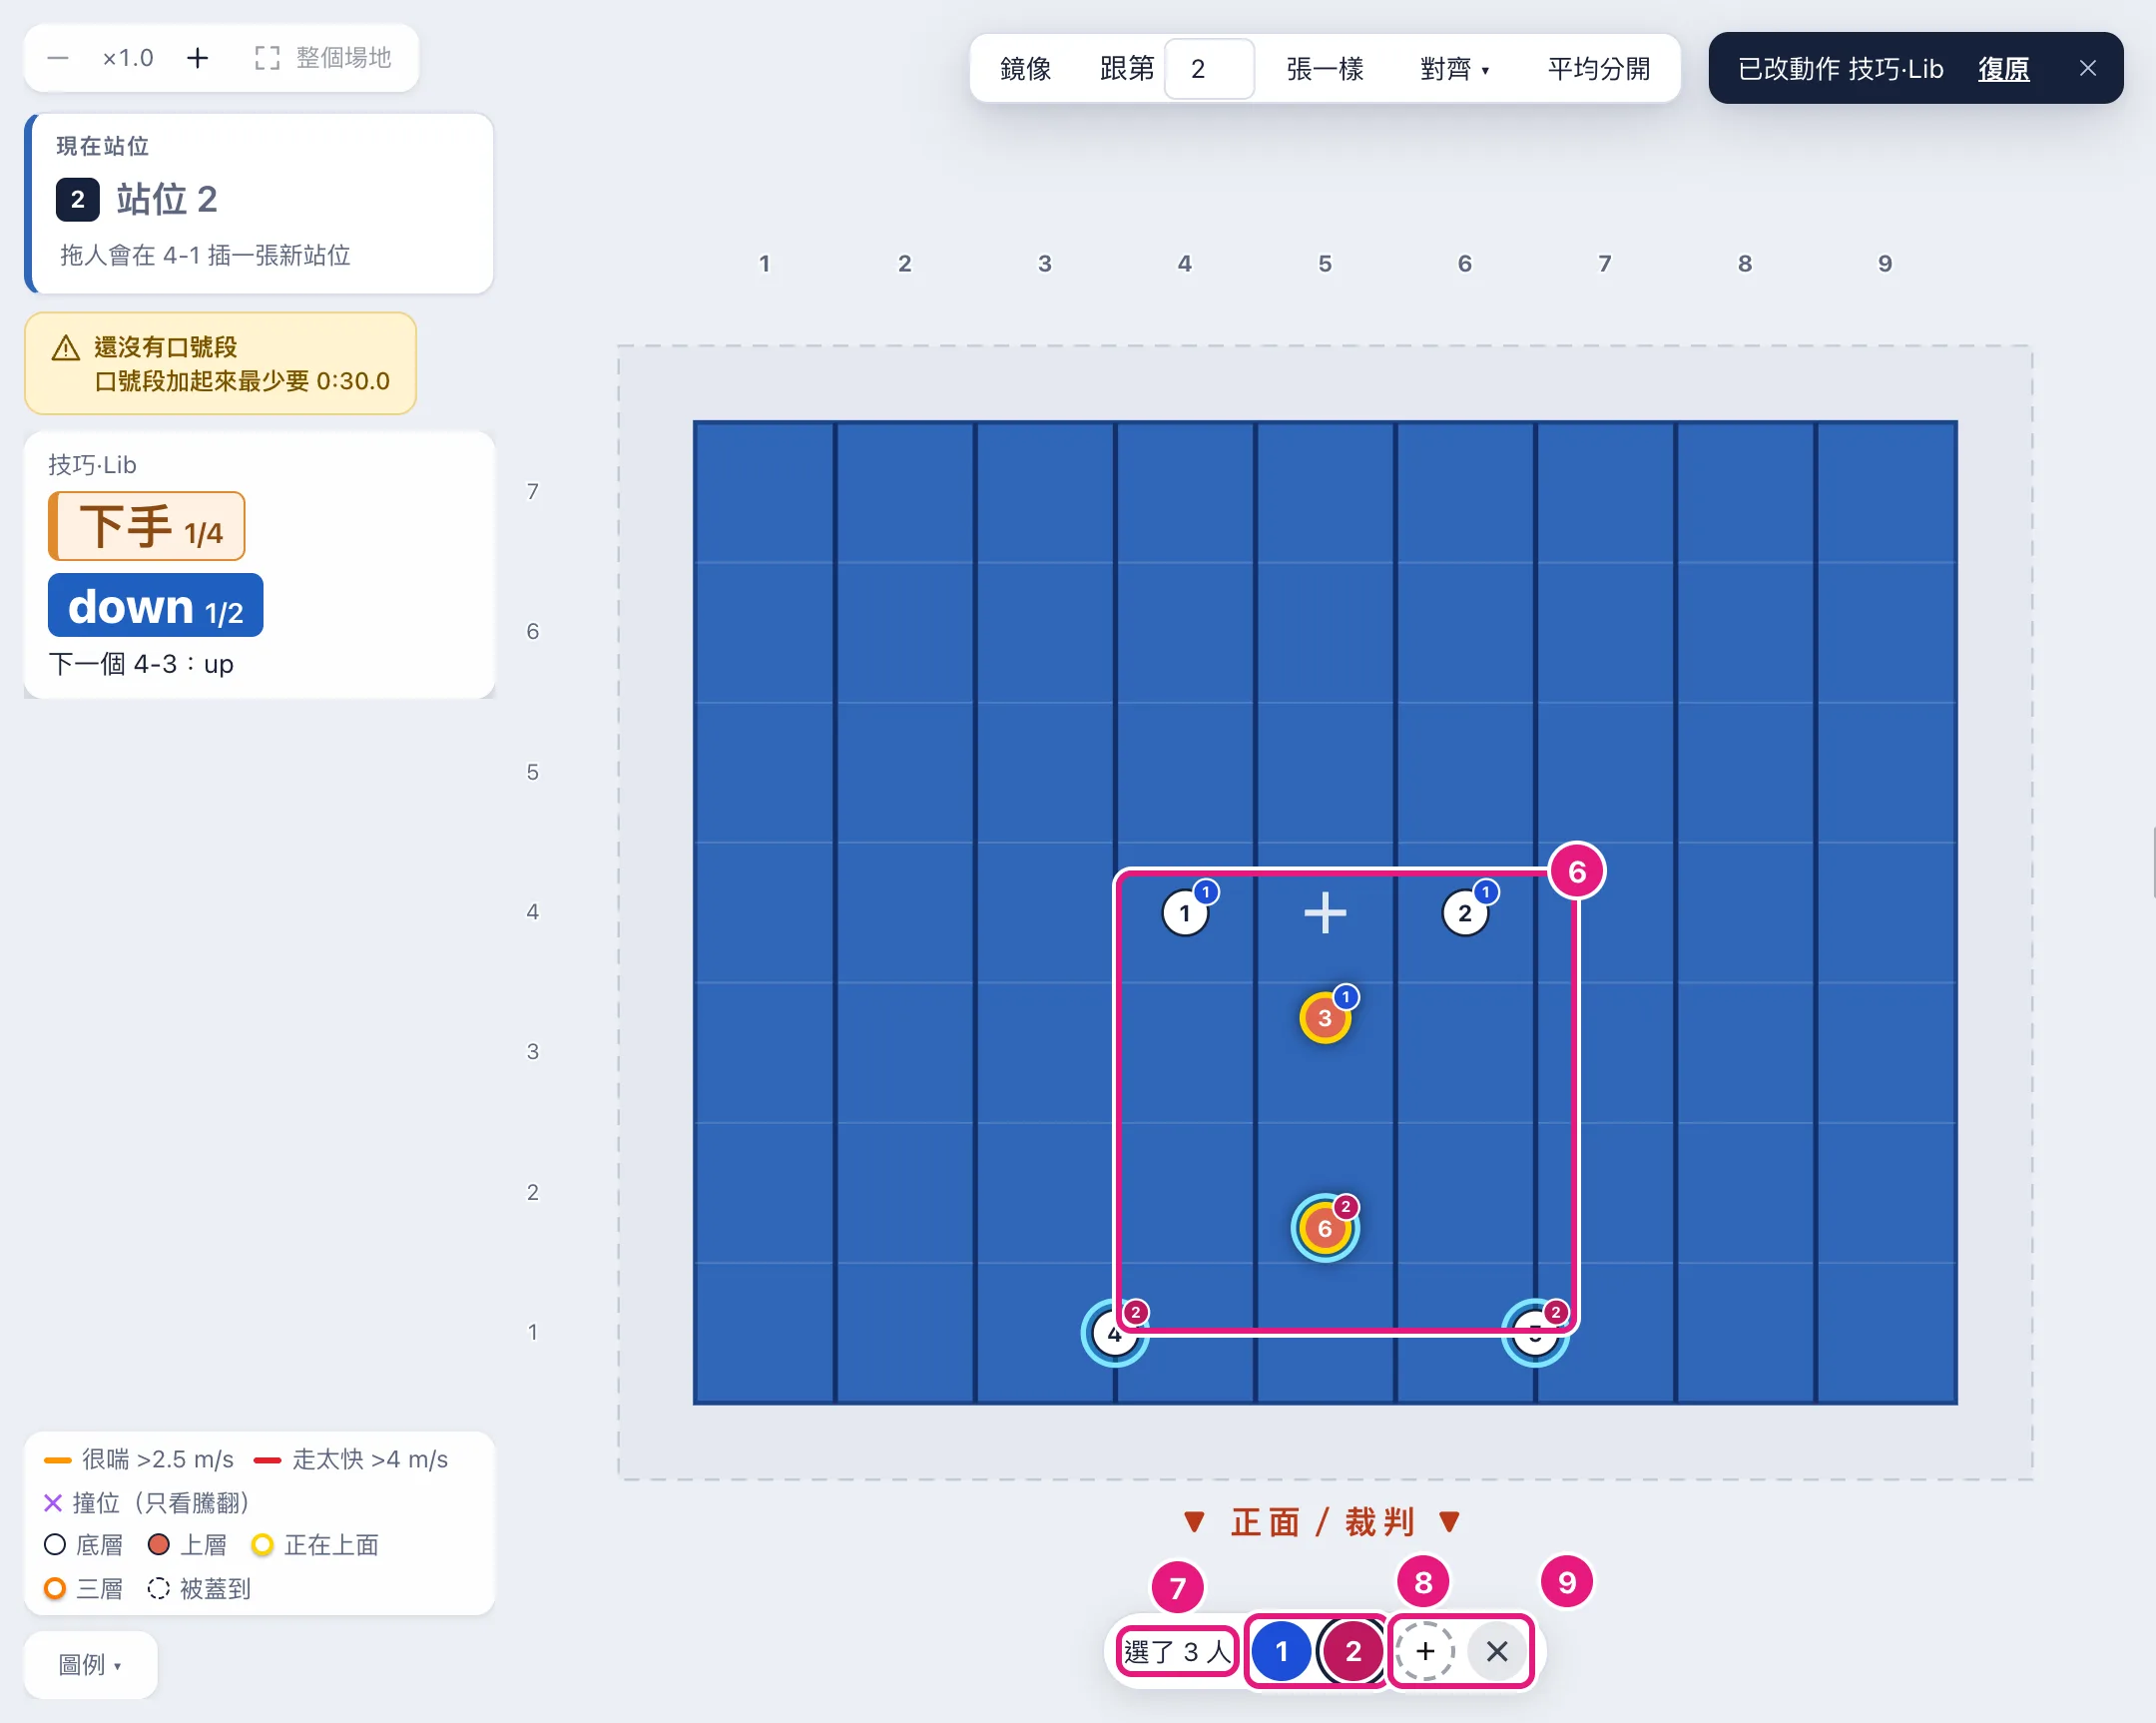 ×1.0 整個場地
鏡像 跟第 2 張一樣 對齊 ▾ 平均分開
已改動作 技巧·Lib 復原
現在站位
2 站位 2
拖人會在 4-1 插一張新站位
還沒有口號段
口號段加起來最少要 0:30.0
技巧·Lib
下手 1/4
down 1/2
下一個 4-3：up
1 2 3 4 5 6 7 8 9
7
6
5
4
3
2
1
6
1 1
2 1
3 1
6 2
4 2
5 2
▼ 正面 / 裁判 ▼
7 8 9
選了 3 人 1 2 +
很喘 >2.5 m/s 走太快 >4 m/s
撞位（只看騰翻）
底層 上層 正在上面
三層 被蓋到
圖例 ▾